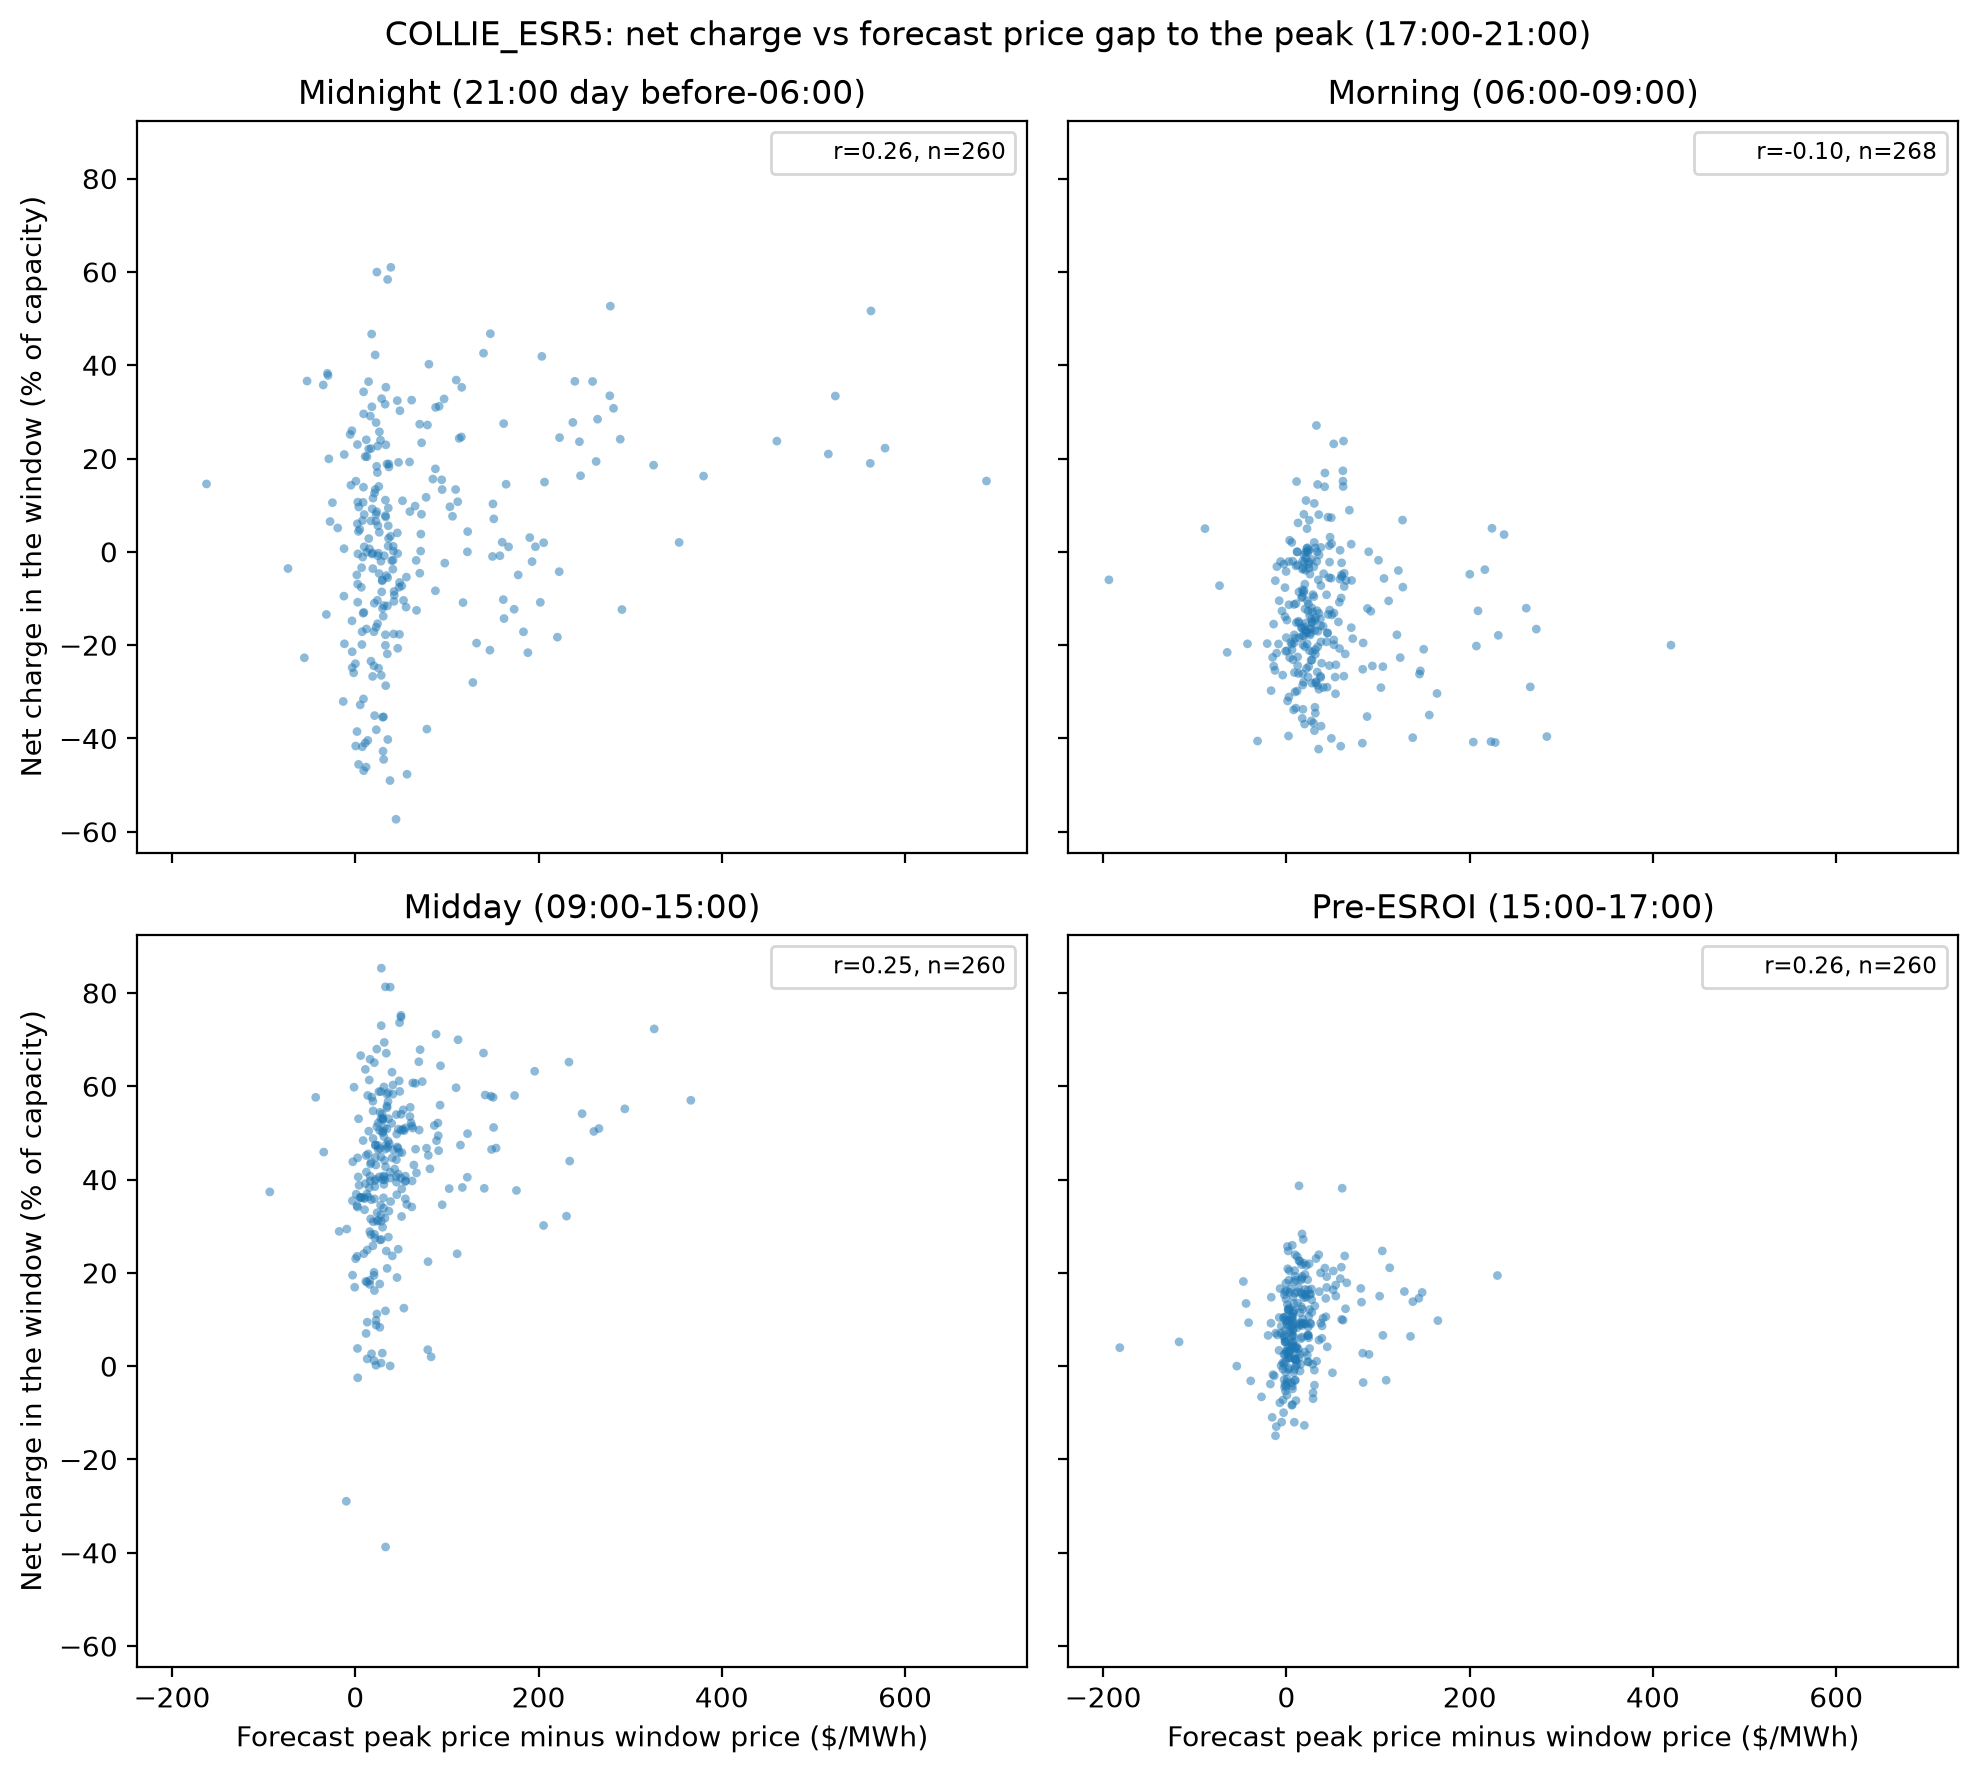 COLLIE_ESR5: net charge vs forecast price gap to the peak (17:00-21:00)
Midnight (21:00 day before-06:00)
r=0.26, n=260
80
60
40
20
0
−20
−40
−60
Net charge in the window (% of capacity)
Morning (06:00-09:00)
r=-0.10, n=268
Midday (09:00-15:00)
r=0.25, n=260
80
60
40
20
0
−20
−40
−60
Net charge in the window (% of capacity)
−200 0 200 400 600
Forecast peak price minus window price ($/MWh)
Pre-ESROI (15:00-17:00)
r=0.26, n=260
−200 0 200 400 600
Forecast peak price minus window price ($/MWh)